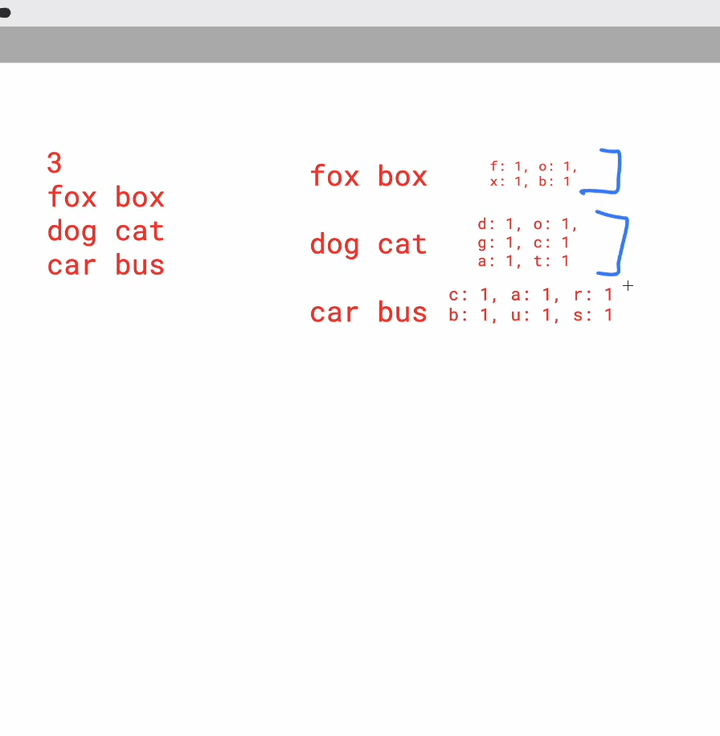 3
fox box
dog cat
car bus
fox box
f: 1, o: 1,
x: 1, b: 1
dog cat
d: 1, o: 1,
g: 1, c: 1
a: 1, t: 1
car bus
c: 1, a: 1, r: 1
b: 1, u: 1, s: 1